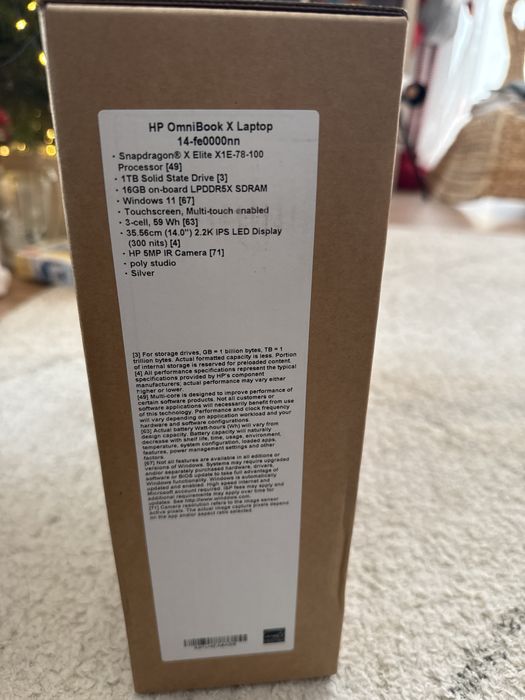 HP OmniBook X Laptop
14-fe0000nn
· Snapdragon® X Elite X1E-78-100
Processor [49]
· 1TB Solid State Drive [3]
· 16GB on-board LPDDR5X SDRAM
· Windows 11 [67]
· Touchscreen, Multi-touch enabled
· 3-cell, 59 Wh [63]
· 35.56cm (14.0") 2.2K IPS LED Display
(300 nits) [4]
· HP 5MP IR Camera [71]
· poly studio
· Silver
[3] For storage drives, GB = 1 billion bytes, TB = 1
trillion bytes. Actual formatted capacity is less. Portion
of internal storage is reserved for preloaded content.
[4] All performance specifications represent the typical
specifications provided by HP's component
manufacturers; actual performance may vary either
higher or lower.
[49] Multi-core is designed to improve performance of
certain software products. Not all customers or
software applications will necessarily benefit from use
of this technology. Performance and clock frequency
will vary depending on application workload and your
hardware and software configurations.
[63] Actual battery Watt-hours (Wh) will vary from
design capacity. Battery capacity will naturally
decrease with shelf life, time, usage, environment,
temperature, system configuration, loaded apps,
features, power management settings and other
factors.
[67] Not all features are available in all editions or
versions of Windows. Systems may require upgraded
and/or separately purchased hardware, drivers,
software or BIOS update to take full advantage of
Windows functionality. Windows is automatically
updated and enabled. High speed internet and
Microsoft account required. ISP fees may apply and
additional requirements may apply over time for
updates. See http://www.windows.com.
[71] Camera resolution refers to the image sensor
active pixels. The actual image capture pixels depend
on the app and/or aspect ratio selected.